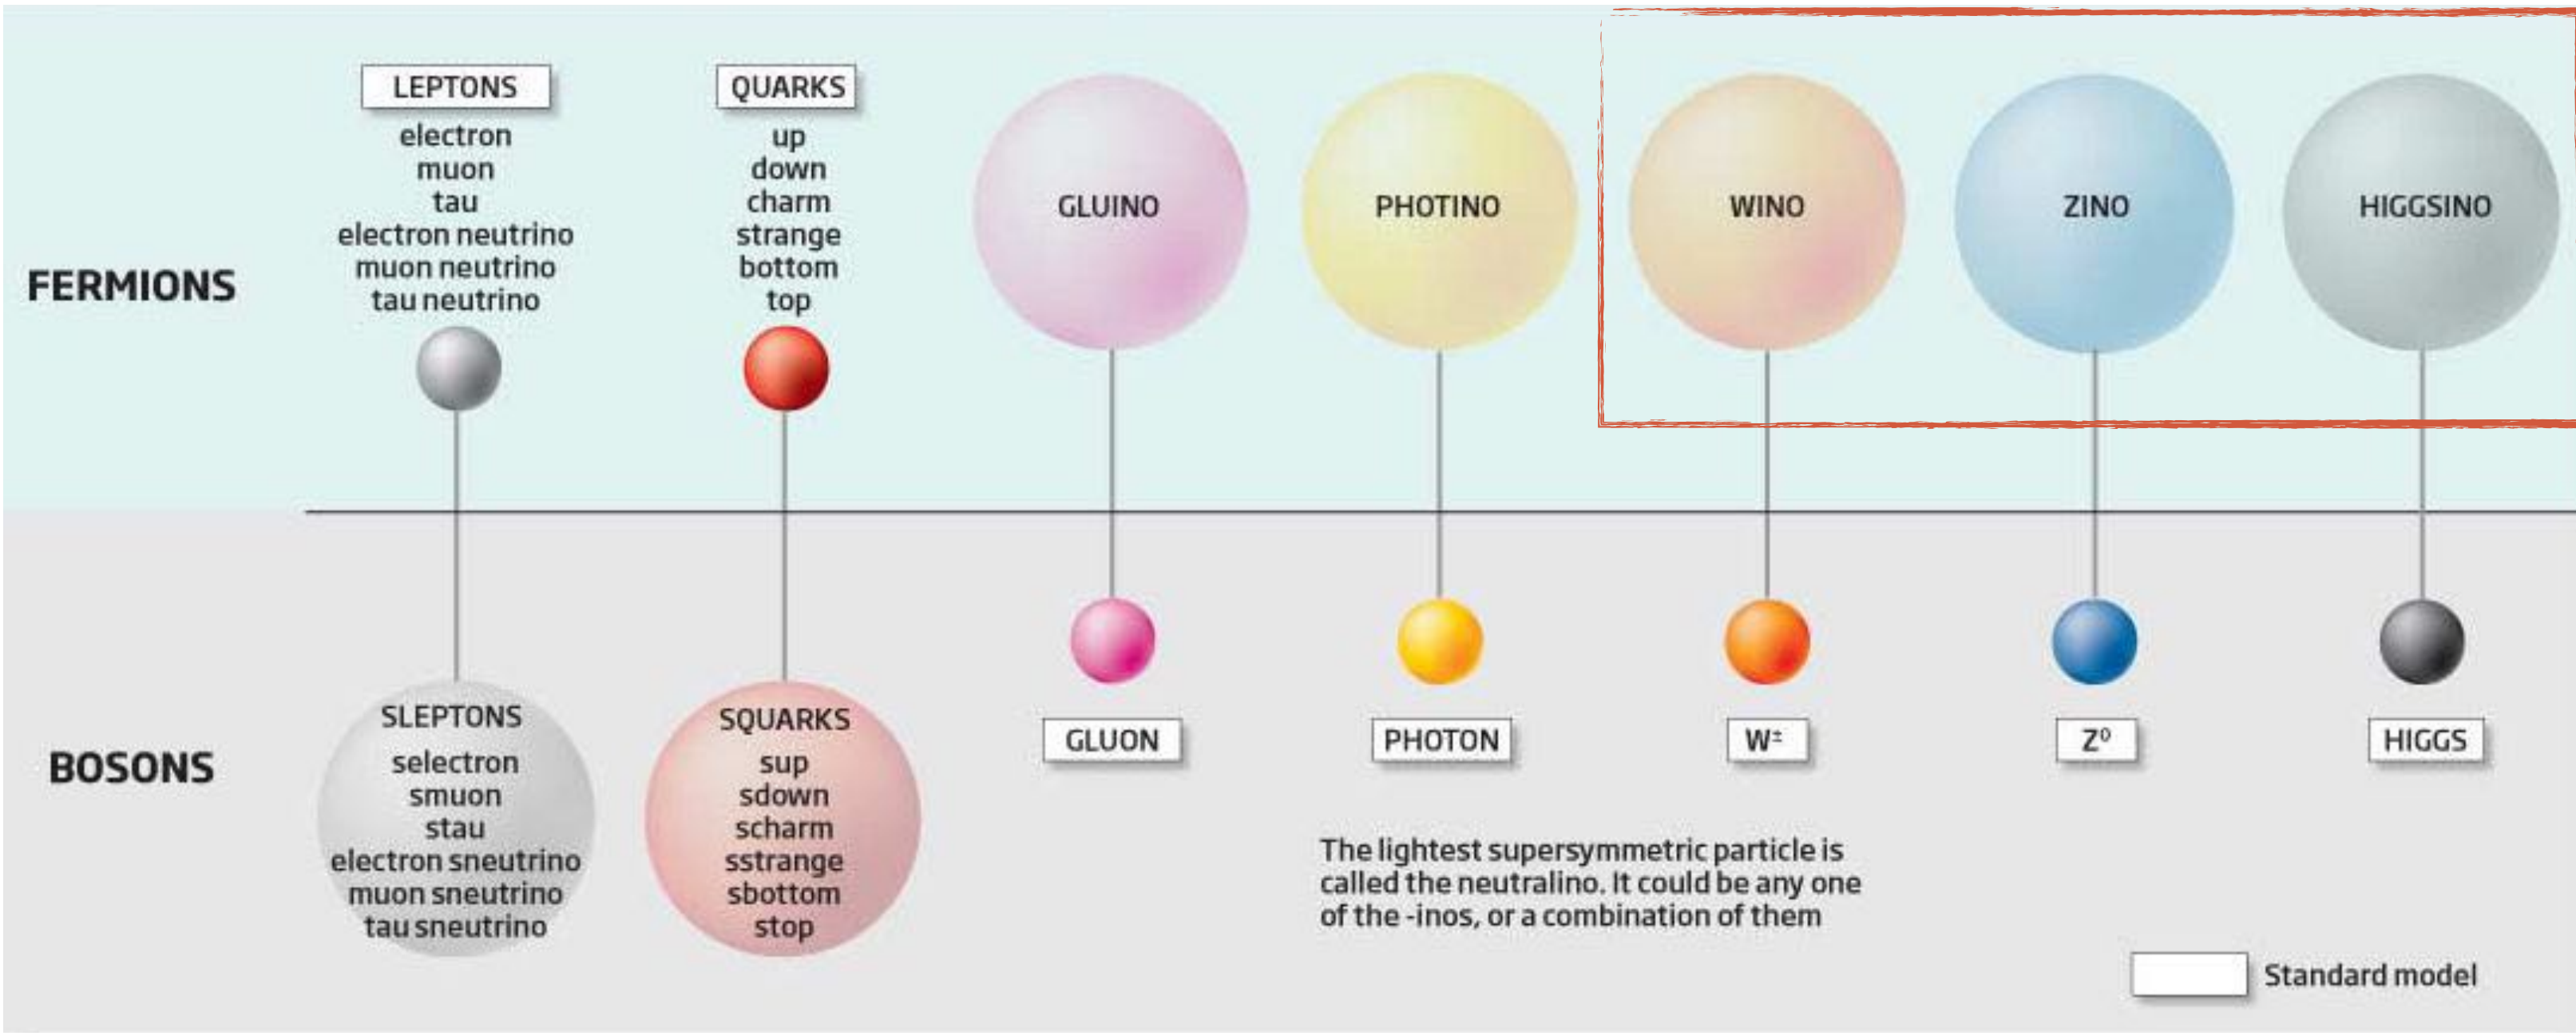 FERMIONS
LEPTONS
electron
muon
tau
electron neutrino
muon neutrino
tau neutrino
QUARKS
up
down
charm
strange
bottom
top
GLUINO
PHOTINO
WINO
ZINO
HIGGSINO
BOSONS
SLEPTONS
selectron
smuon
stau
electron sneutrino
muon sneutrino
tau sneutrino
SQUARKS
sup
sdown
scharm
sstrange
sbottom
stop
GLUON
PHOTON
W±
Z⁰
HIGGS
The lightest supersymmetric particle is
called the neutralino. It could be any one
of the -inos, or a combination of them
Standard model